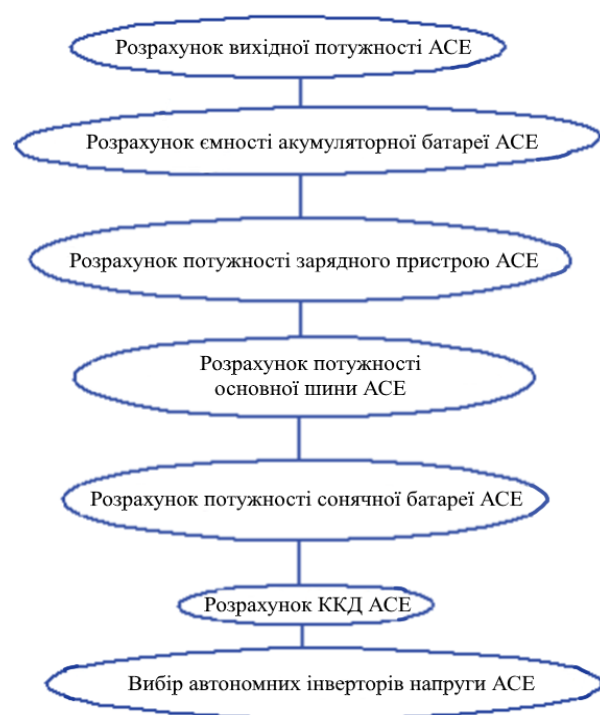 Розрахунок вихідної потужності АСЕ
Розрахунок ємності акумуляторної батареї АСЕ
Розрахунок потужності зарядного пристрою АСЕ
Розрахунок потужності
основної шини АСЕ
Розрахунок потужності сонячної батареї АСЕ
Розрахунок ККД АСЕ
Вибір автономних інверторів напруги АСЕ